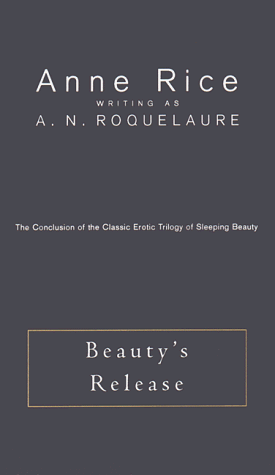 Anne Rice
WRITING AS
A. N. ROQUELAURE
The Conclusion of the Classic Erotic Trilogy of Sleeping Beauty
Beauty's
Release